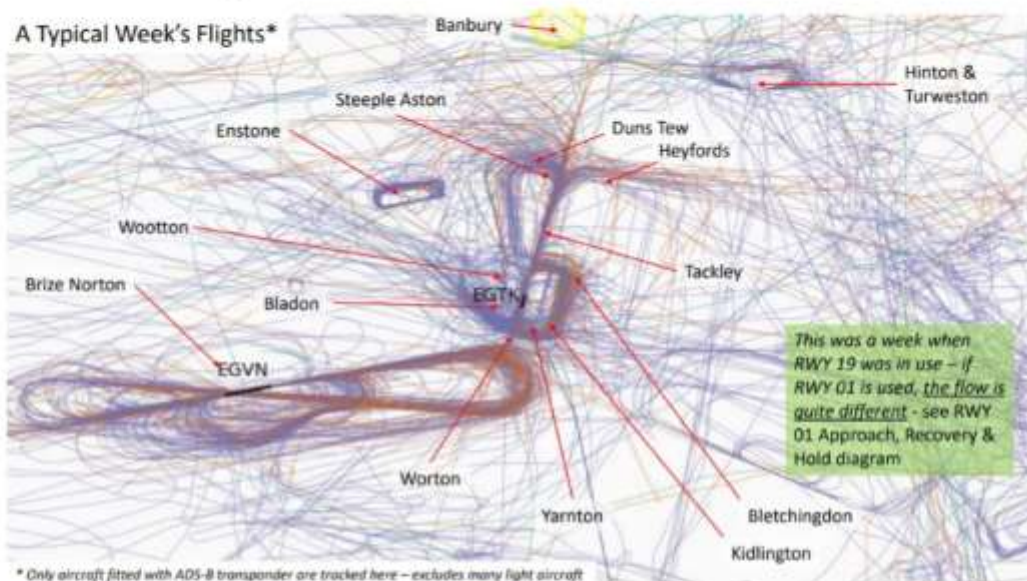 A Typical Week's Flights*
Banbury
Hinton &
Turweston
Steeple Aston
Enstone
Duns Tew
Heyfords
Wootton
Tackley
Brize Norton
Bladon
EGTK
EGVN
This was a week when
RWY 19 was in use – if
RWY 01 is used, the flow is
quite different - see RWY
01 Approach, Recovery &
Hold diagram
Worton
Yarnton
Bletchingdon
Kidlington
* Only aircraft fitted with ADS-B transponder are tracked here – excludes many light aircraft